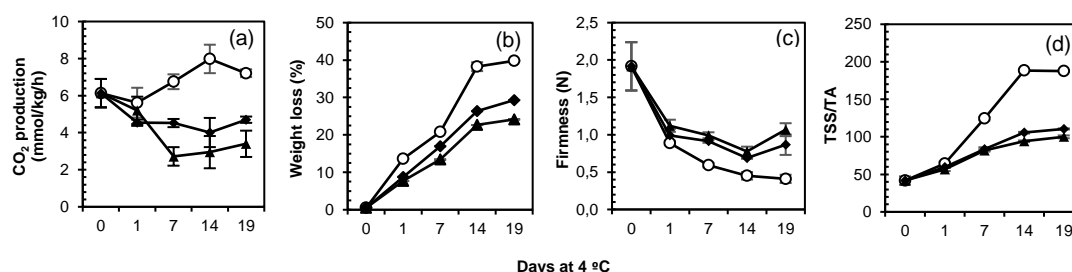 (a)
CO₂ production
(mmol/kg/h)
10
8
6
4
2
0
0 1 7 14 19
(b)
Weight loss (%)
50
40
30
20
10
0
0 1 7 14 19
(c)
Firmness (N)
2,5
2,0
1,5
1,0
0,5
0,0
0 1 7 14 19
(d)
TSS/TA
250
200
150
100
50
0
0 1 7 14 19
Days at 4 ºC